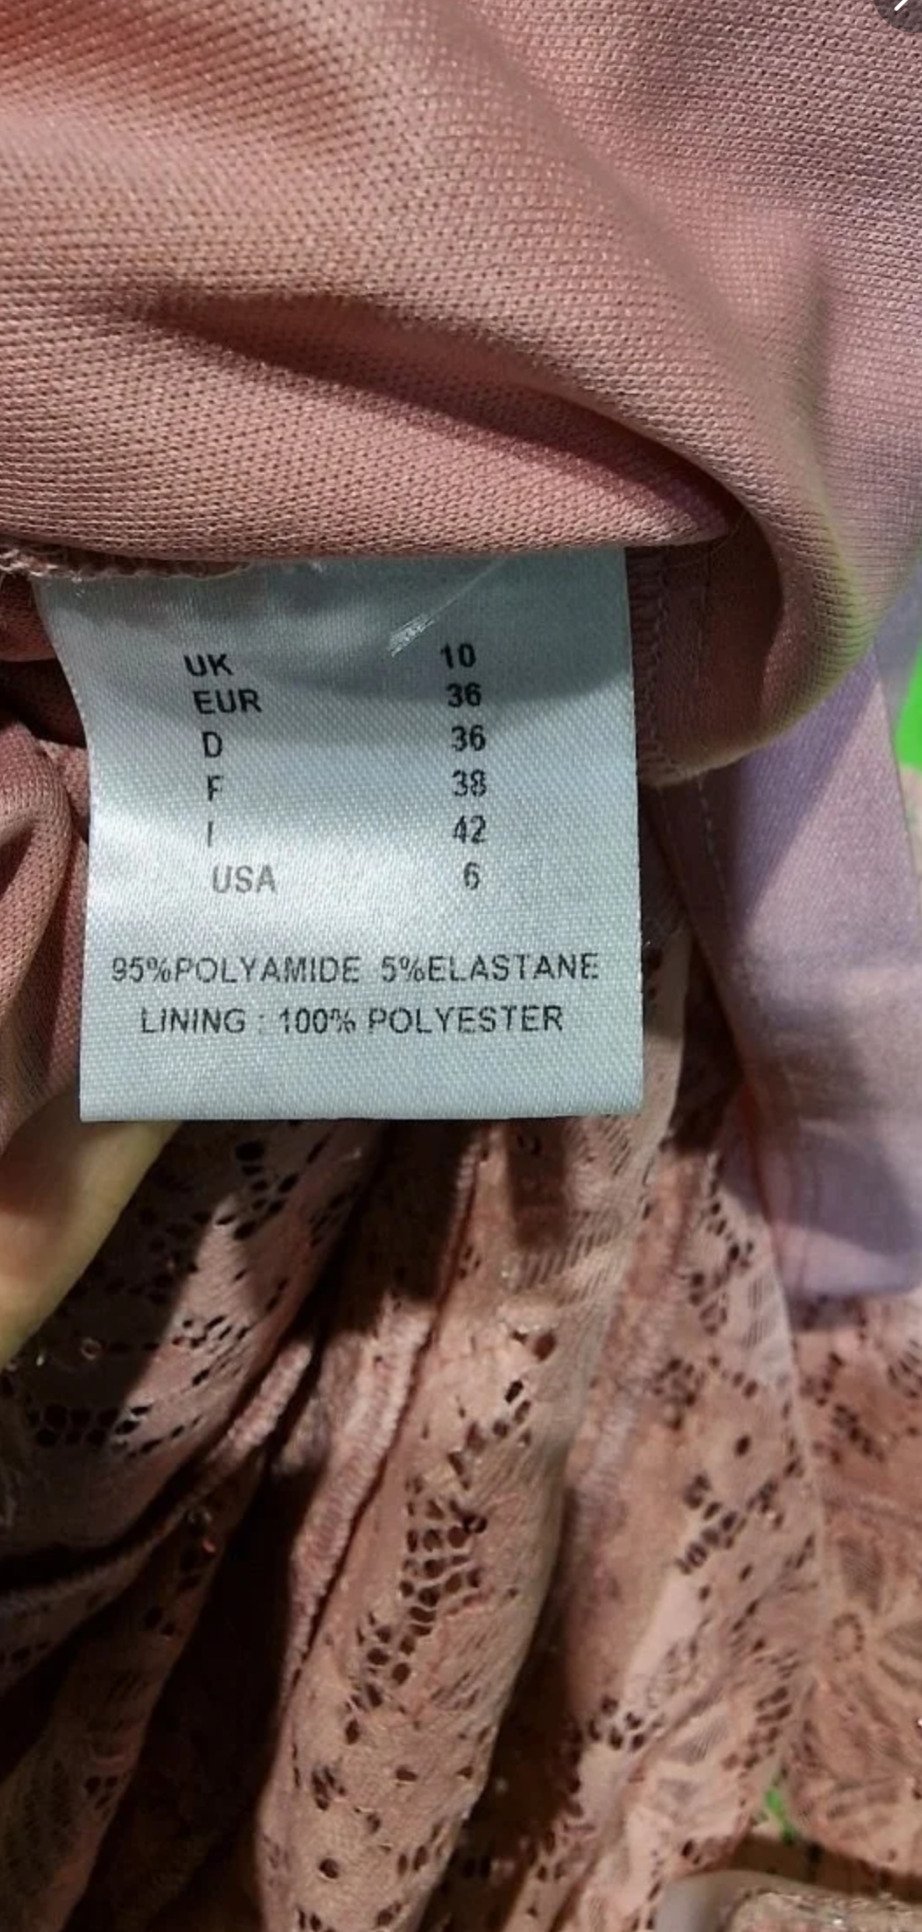 UK 10
EUR 36
D 36
F 38
I 42
USA 6
95%POLYAMIDE 5%ELASTANE
LINING : 100% POLYESTER